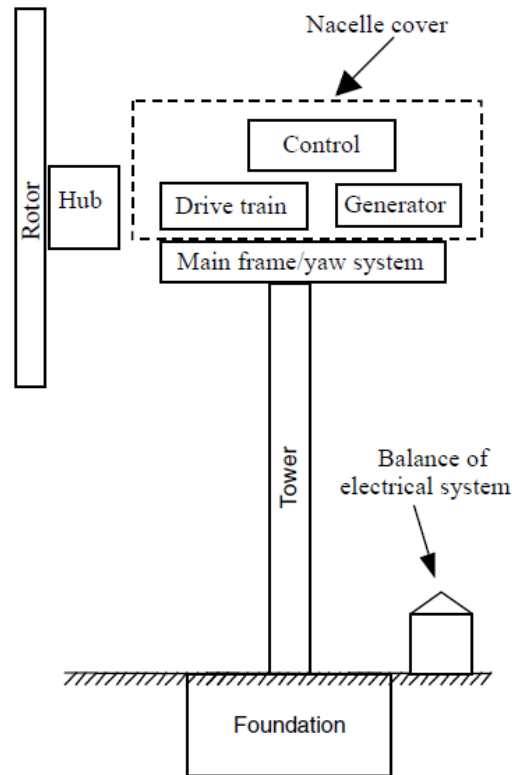 Nacelle cover
Control
Rotor
Hub
Drive train
Generator
Main frame/yaw system
Tower
Balance of
electrical system
Foundation